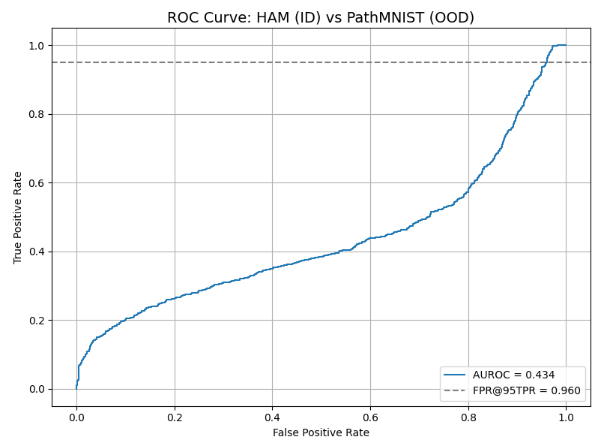 ROC Curve: HAM (ID) vs PathMNIST (OOD)
True Positive Rate
1.0
0.8
0.6
0.4
0.2
0.0
0.0 0.2 0.4 0.6 0.8 1.0
False Positive Rate
AUROC = 0.434
FPR@95TPR = 0.960